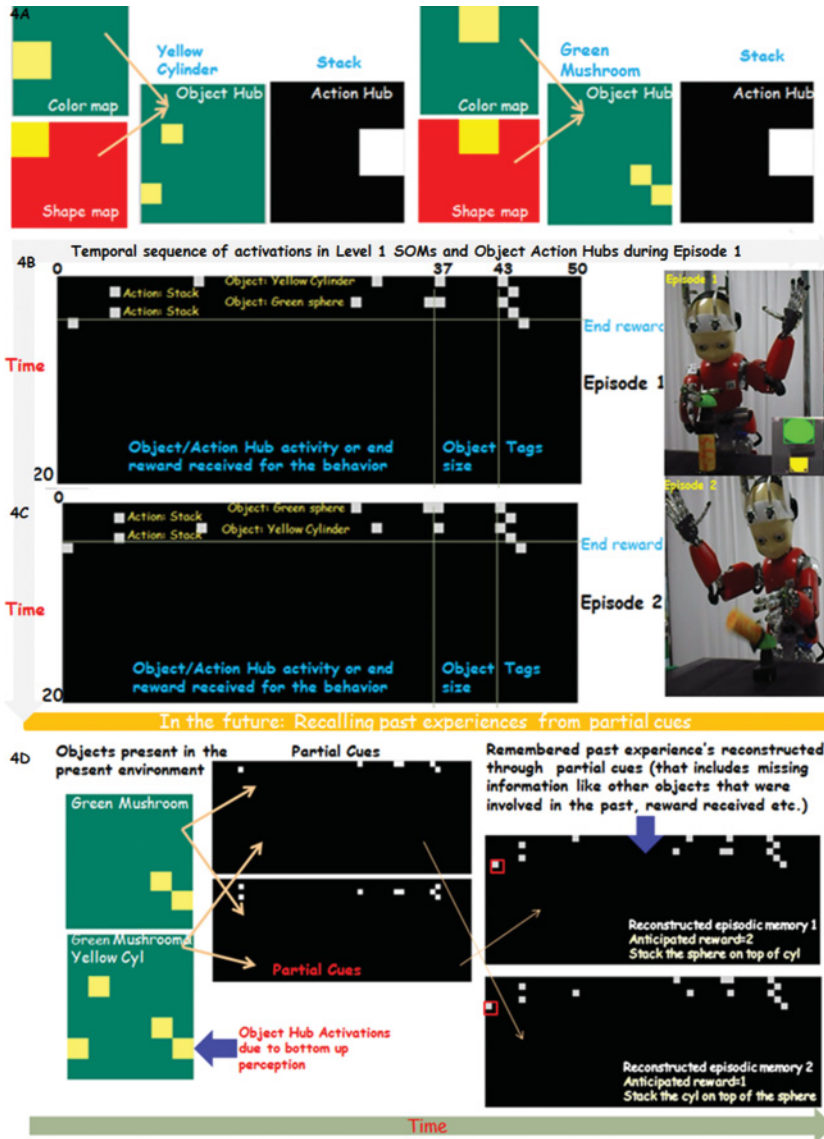 4A
Yellow
Cylinder
Stack
Green
Mushroom
Stack
Color map
Object Hub
Action Hub
Color map
Object Hub
Action Hub
Shape map
Shape map
Temporal sequence of activations in Level 1 SOMs and Object Action Hubs during Episode 1
4B
0
37
43
50
Object: Yellow Cylinder
Action: Stack
Object: Green sphere
Action: Stack
Episode 1
End reward
Time
Episode 1
Object/Action Hub activity or end
reward received for the behavior
Object
size
Tags
20
4C
0
Object: Green sphere
Action: Stack
Object: Yellow Cylinder
Action: Stack
Episode 2
End reward
Time
Episode 2
Object/Action Hub activity or end
reward received for the behavior
Object
size
Tags
20
In the future: Recalling past experiences from partial cues
4D
Objects present in the
present environment
Partial Cues
Remembered past experience's reconstructed
through partial cues (that includes missing
information like other objects that were
involved in the past, reward received etc.)
Green Mushroom
Green Mushroom&
Yellow Cyl
Partial Cues
Object Hub Activations
due to bottom up
perception
Reconstructed episodic memory 1
Anticipated reward=2
Stack the sphere on top of cyl
Reconstructed episodic memory 2
Anticipated reward=1
Stack the cyl on top of the sphere
Time